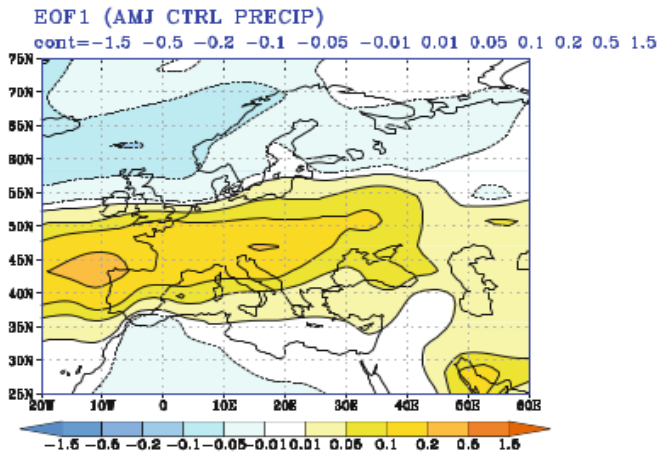 EOF1 (AMJ CTRL PRECIP)
cont=-1.5 -0.5 -0.2 -0.1 -0.05 -0.01 0.01 0.05 0.1 0.2 0.5 1.5
75N
70N
65N
60N
55N
50N
45N
40N
35N
30N
25N
20W 10W 0 10E 20E 30E 40E 50E 60E
-1.5 -0.5 -0.2 -0.1 -0.05 -0.01 0.01 0.05 0.1 0.2 0.5 1.5